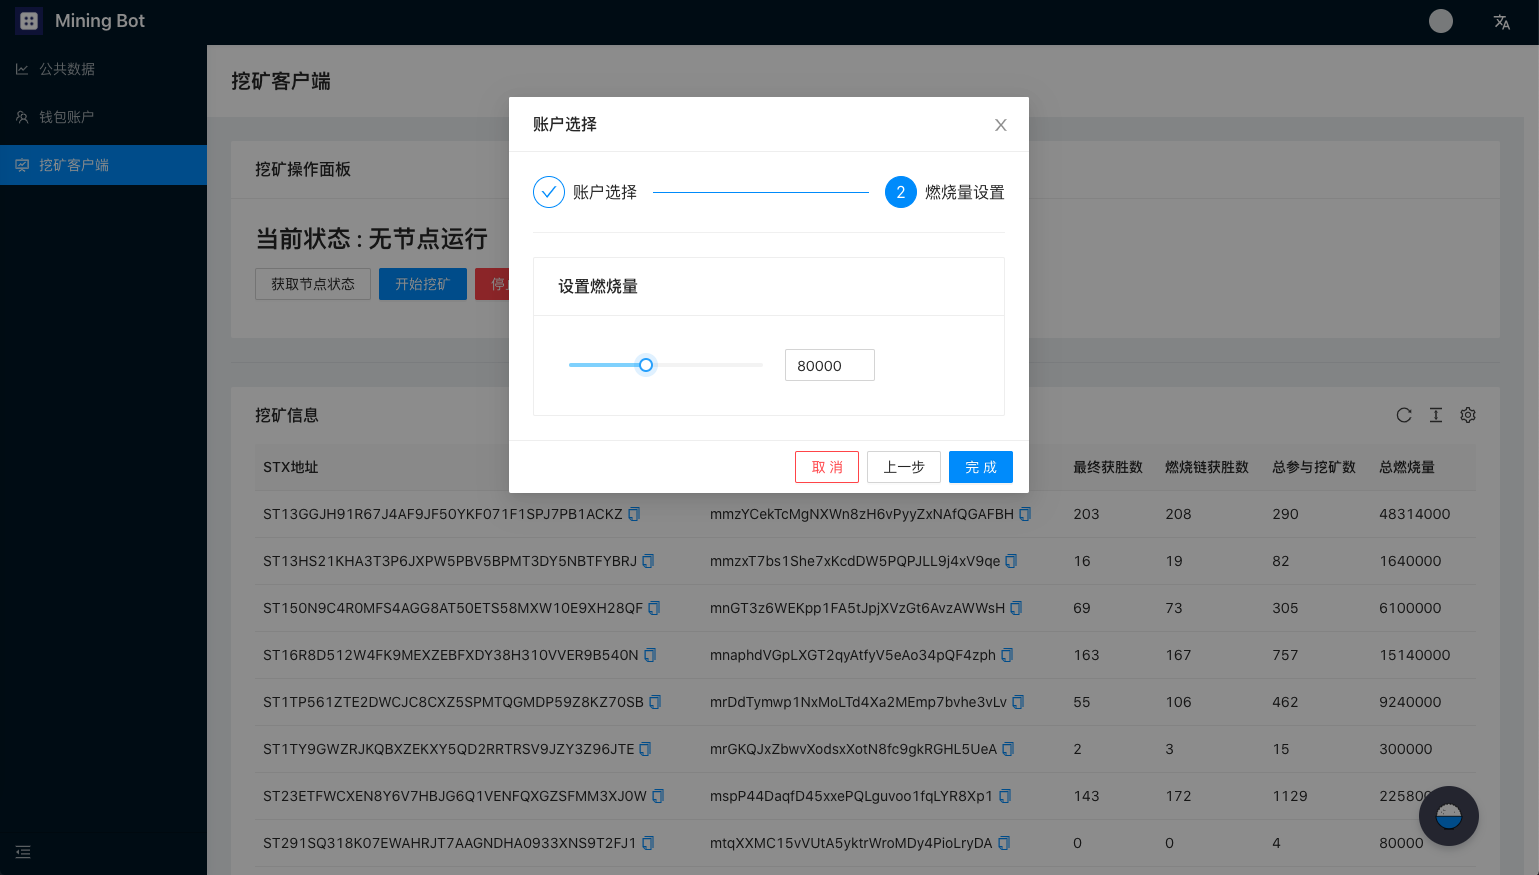 Mining Bot
公共数据
钱包账户
挖矿客户端
挖矿客户端
挖矿操作面板
当前状态 : 无节点运行
获取节点状态 开始挖矿
账户选择
账户选择 2 燃烧量设置
设置燃烧量
80000
取 消 上一步 完 成
挖矿信息
STX地址 最终获胜数 燃烧链获胜数 总参与挖矿数 总燃烧量
ST13GGJH91R67J4AF9JF50YKF071F1SPJ7PB1ACKZ mmzYCekTcMgNXWn8zH6vPyyZxNAfQGAFBH 203 208 290 48314000
ST13HS21KHA3T3P6JXPW5PBV5BPMT3DY5NBTFYBRJ mmzxT7bs1She7xKcdDW5PQPJLL9j4xV9qe 16 19 82 1640000
ST150N9C4R0MFS4AGG8AT50ETS58MXW10E9XH28QF mnGT3z6WEKpp1FA5tJpjXVzGt6AvzAWWsH 69 73 305 6100000
ST16R8D512W4FK9MEXZEBFXDY38H310VVER9B540N mnaphdVGpLXGT2qyAtfyV5eAo34pQF4zph 163 167 757 15140000
ST1TP561ZTE2DWCJC8CXZ5SPMTQGMDP59Z8KZ70SB mrDdTymwp1NxMoLTd4Xa2MEmp7bvhe3vLv 55 106 462 9240000
ST1TY9GWZRJKQBXZEKXY5QD2RRTRSV9JZY3Z96JTE mrGKQJxZbwvXodsxXotN8fc9gkRGHL5UeA 2 3 15 300000
ST23ETFWCXEN8Y6V7HBJG6Q1VENFQXGZSFMM3XJ0W mspP44DaqfD45xxePQLguvoo1fqLYR8Xp1 143 172 1129 22580
ST291SQ318K07EWAHRJT7AAGNDHA0933XNS9T2FJ1 mtqXXMC15vVUtA5yktrWroMDy4PioLryDA 0 0 4 80000